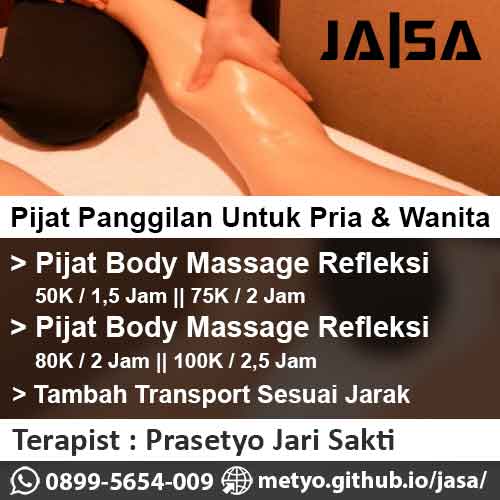 JA|SA
Pijat Panggilan Untuk Pria & Wanita
> Pijat Body Massage Refleksi
50K / 1,5 Jam || 75K / 2 Jam
> Pijat Body Massage Refleksi
80K / 2 Jam || 100K / 2,5 Jam
> Tambah Transport Sesuai Jarak
Terapist : Prasetyo Jari Sakti
0899-5654-009 metyo.github.io/jasa/